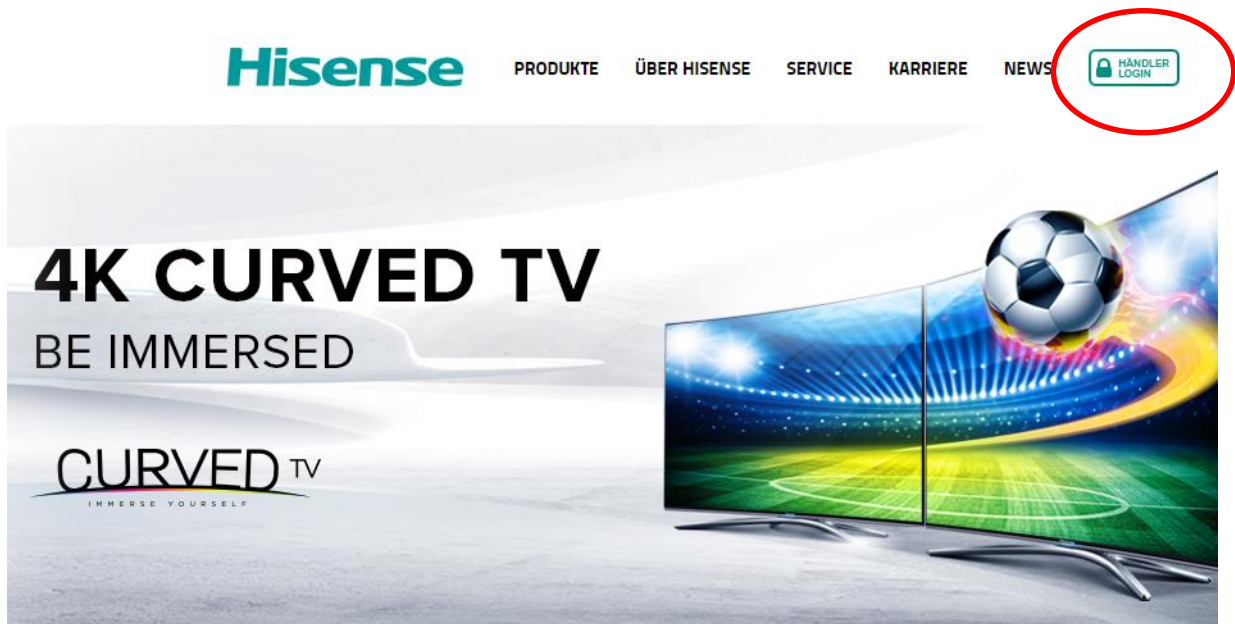 Hisense
PRODUKTE ÜBER HISENSE SERVICE KARRIERE NEWS
HÄNDLER
LOGIN
4K CURVED TV
BE IMMERSED
CURVED TV
IMMERSE YOURSELF